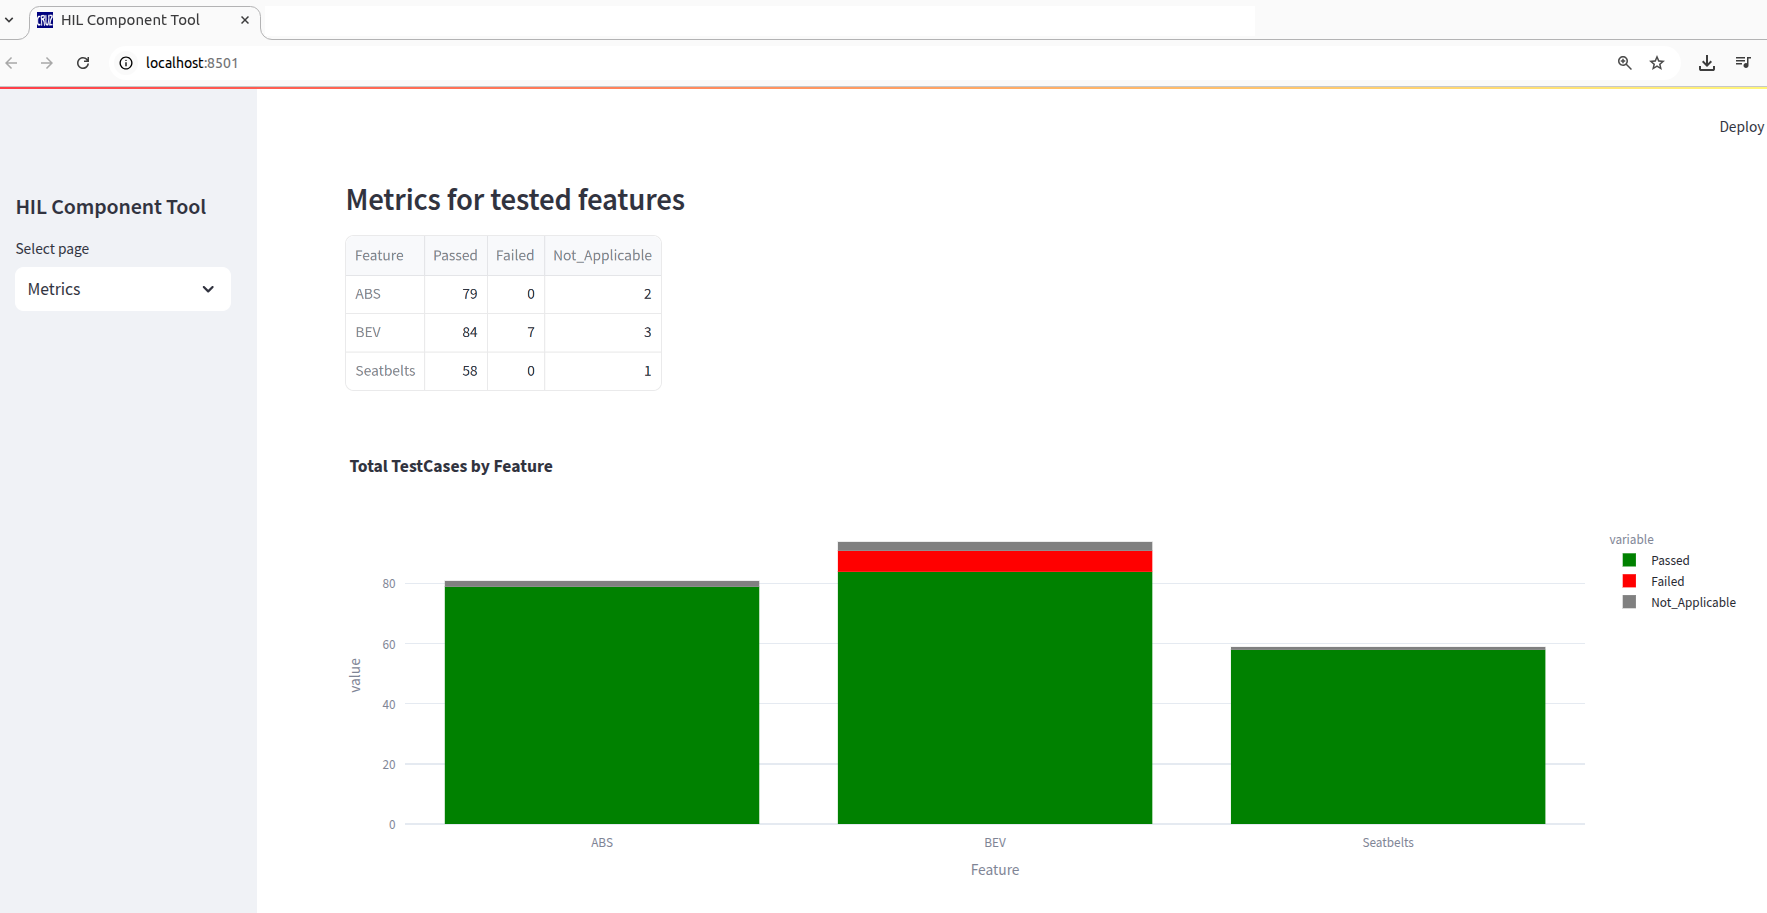 HIL Component Tool
localhost:8501
Deploy
HIL Component Tool
Select page
Metrics
Metrics for tested features
Feature Passed Failed Not_Applicable
ABS 79 0 2
BEV 84 7 3
Seatbelts 58 0 1
Total TestCases by Feature
variable
Passed
Failed
Not_Applicable
80
60
40
20
0
value
ABS BEV Seatbelts
Feature